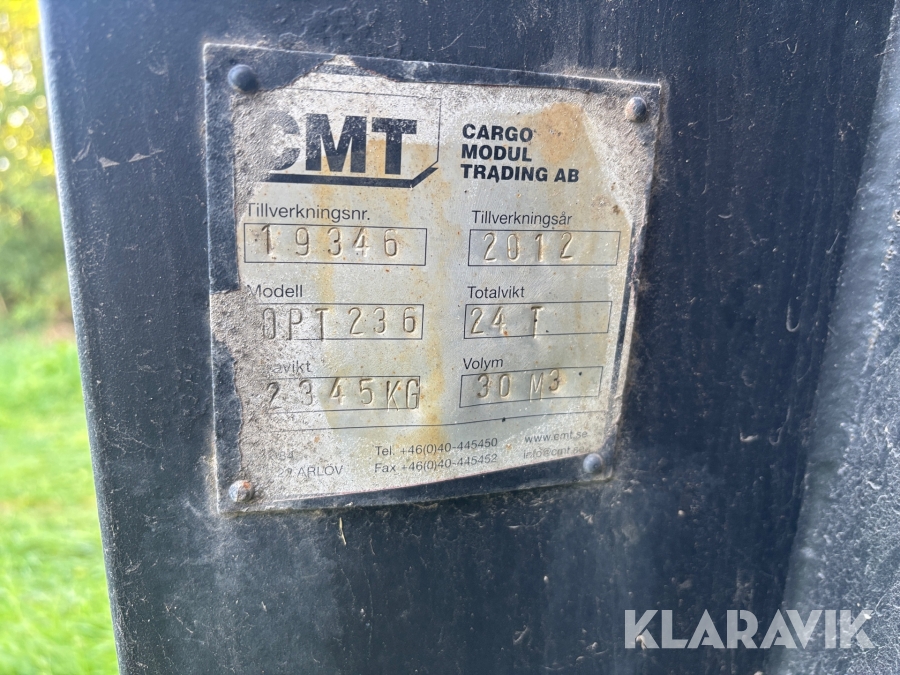 CMT
CARGO
MODUL
TRADING AB
Tillverkningsnr.
19346
Tillverkningsår
2012
Modell
OPT 236
Totalvikt
24 T
2345KG
Volym
30 M3
ARLÖV
Tel. +46(0)40-445450
Fax +46(0)40-445452
www.cmt.se
KLARAVIK